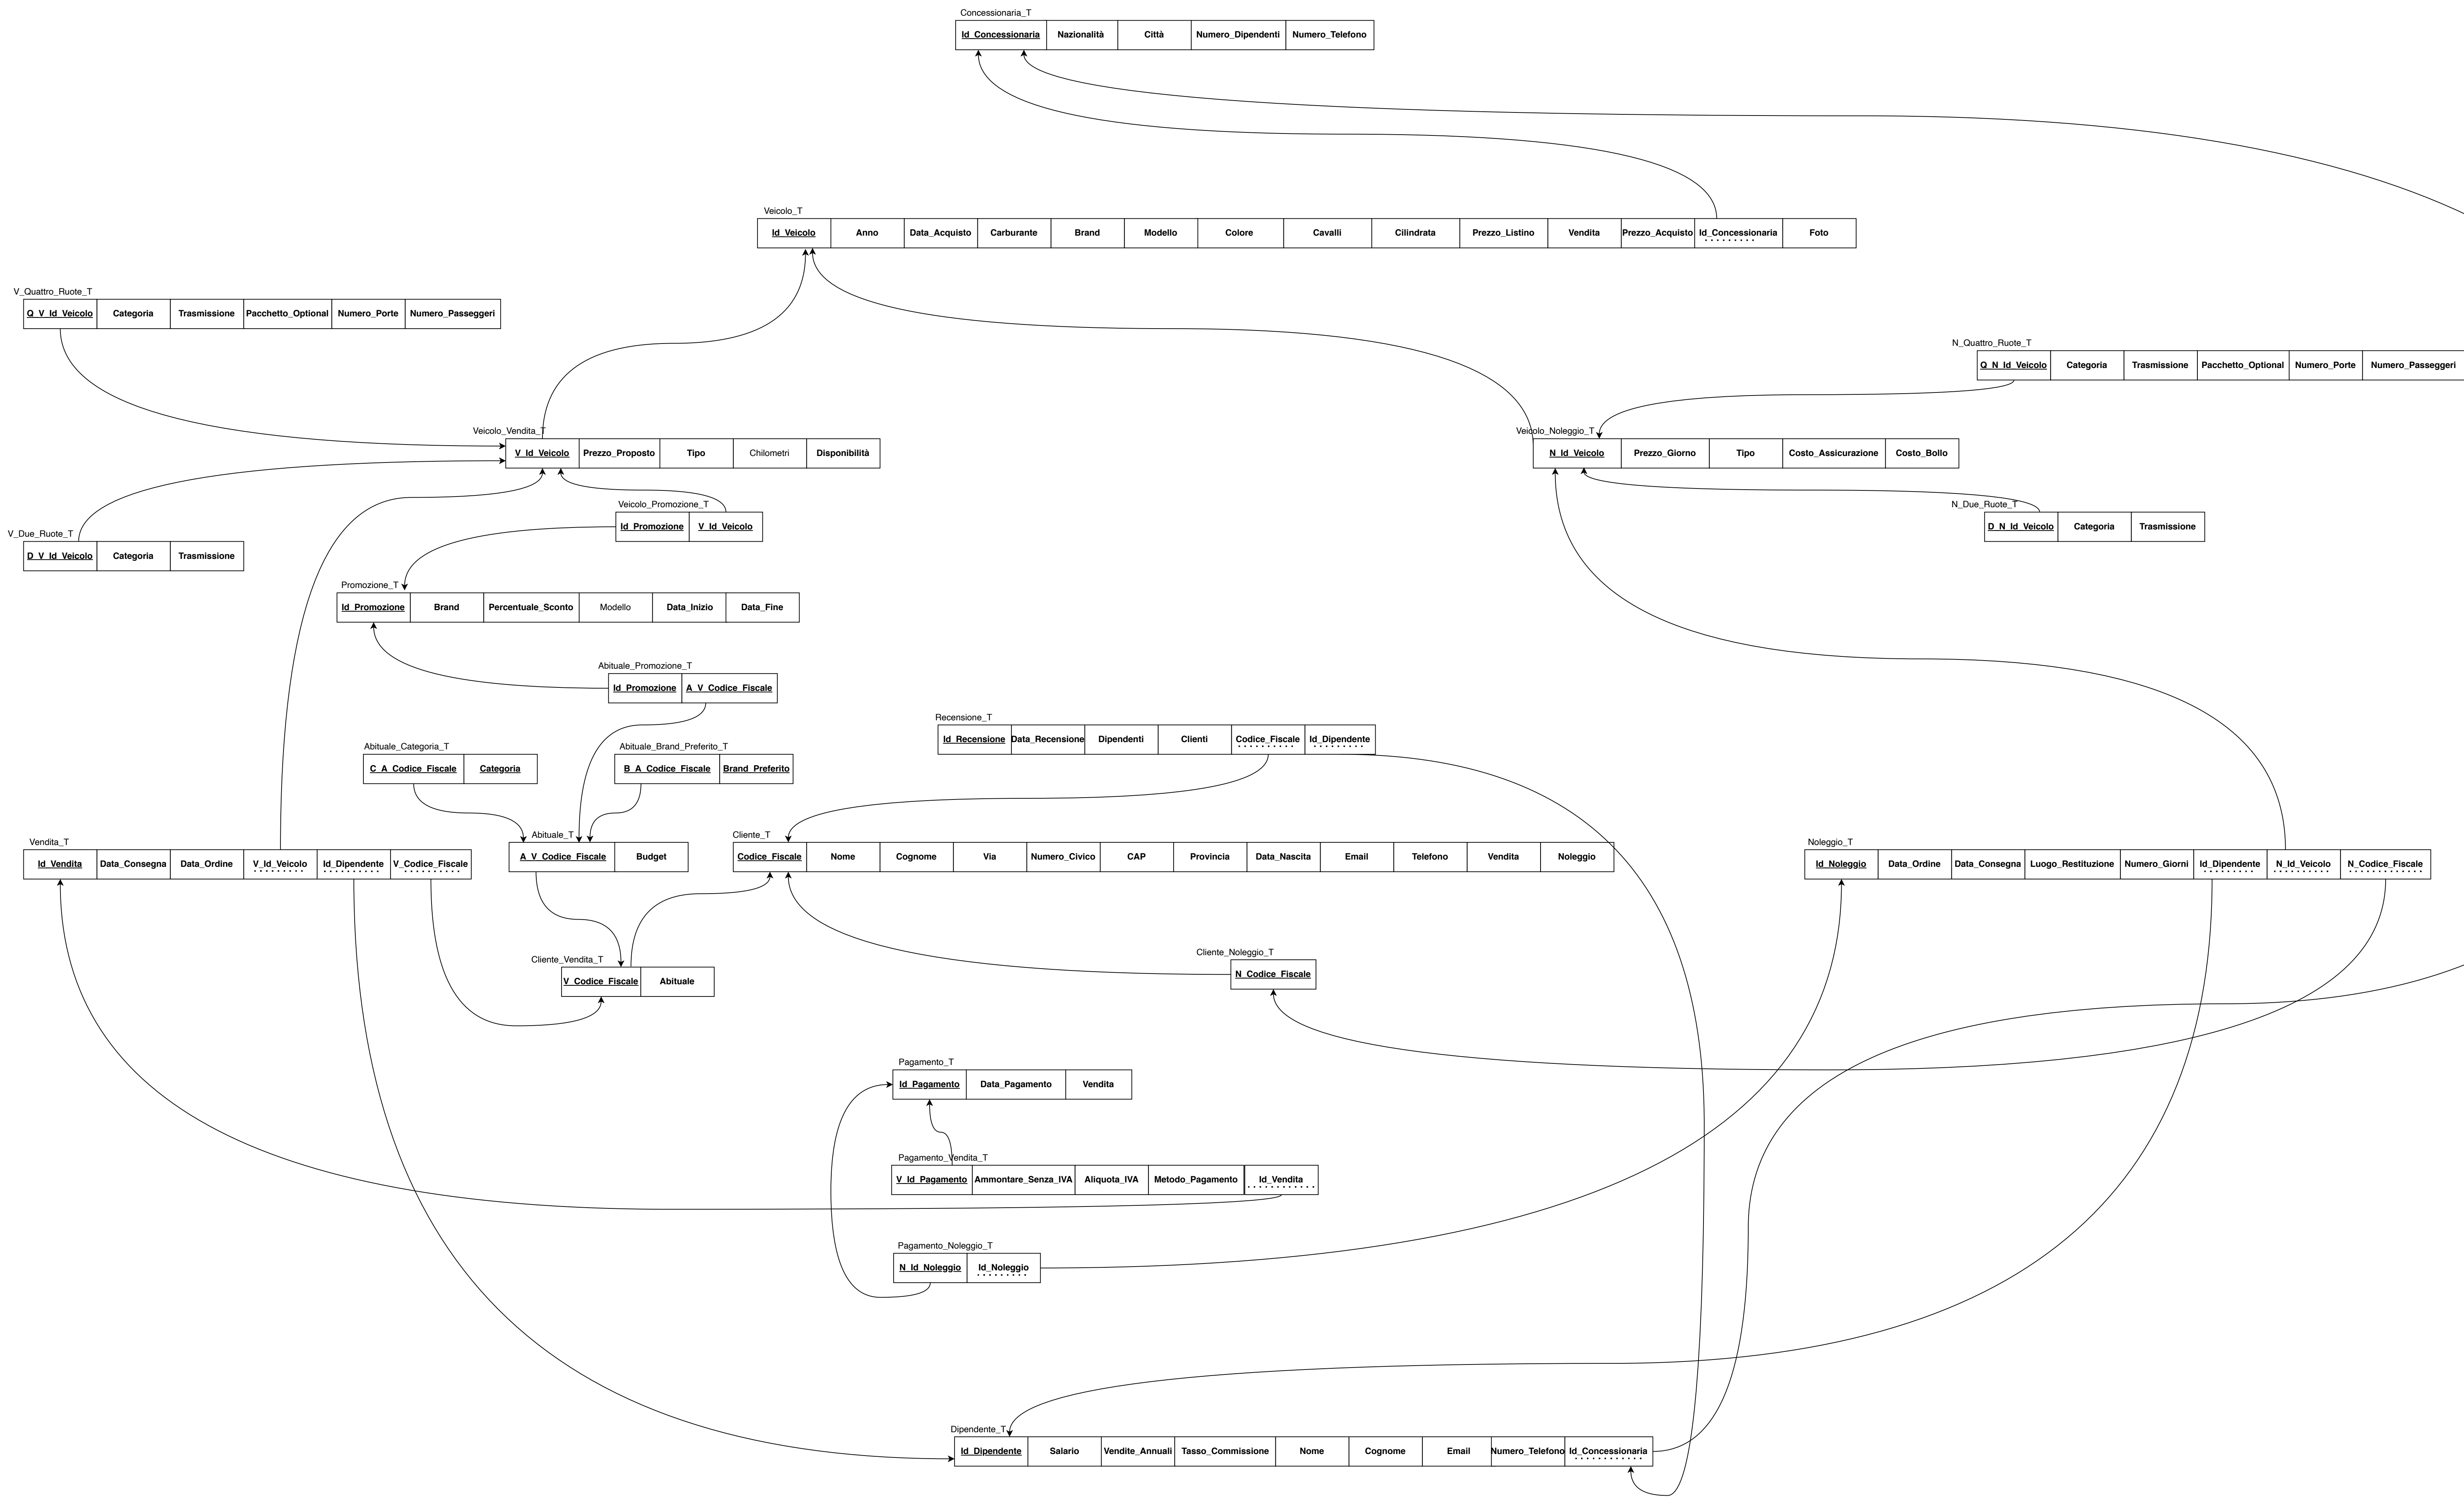 Concessionaria_T
Id_Concessionaria Nazionalità Città Numero_Dipendenti Numero_Telefono
Veicolo_T
Id_Veicolo Anno Data_Acquisto Carburante Brand Modello Colore Cavalli Cilindrata Prezzo_Listino Vendita Prezzo_Acquisto Id_Concessionaria Foto
V_Quattro_Ruote_T
Q_V_Id_Veicolo Categoria Trasmissione Pacchetto_Optional Numero_Porte Numero_Passeggeri
N_Quattro_Ruote_T
Q_N_Id_Veicolo Categoria Trasmissione Pacchetto_Optional Numero_Porte Numero_Passeggeri
Veicolo_Vendita_T
V_Id_Veicolo Prezzo_Proposto Tipo Chilometri Disponibilità
Veicolo_Noleggio_T
N_Id_Veicolo Prezzo_Giorno Tipo Costo_Assicurazione Costo_Bollo
Veicolo_Promozione_T
Id_Promozione V_Id_Veicolo
N_Due_Ruote_T
D_N_Id_Veicolo Categoria Trasmissione
V_Due_Ruote_T
D_V_Id_Veicolo Categoria Trasmissione
Promozione_T
Id_Promozione Brand Percentuale_Sconto Modello Data_Inizio Data_Fine
Abituale_Promozione_T
Id_Promozione A_V_Codice_Fiscale
Recensione_T
Id_Recensione Data_Recensione Dipendenti Clienti Codice_Fiscale Id_Dipendente
Abituale_Categoria_T
C_A_Codice_Fiscale Categoria
Abituale_Brand_Preferito_T
B_A_Codice_Fiscale Brand_Preferito
Vendita_T
Id_Vendita Data_Consegna Data_Ordine V_Id_Veicolo Id_Dipendente V_Codice_Fiscale
Abituale_T
A_V_Codice_Fiscale Budget
Cliente_T
Codice_Fiscale Nome Cognome Via Numero_Civico CAP Provincia Data_Nascita Email Telefono Vendita Noleggio
Noleggio_T
Id_Noleggio Data_Ordine Data_Consegna Luogo_Restituzione Numero_Giorni Id_Dipendente N_Id_Veicolo N_Codice_Fiscale
Cliente_Vendita_T
V_Codice_Fiscale Abituale
Cliente_Noleggio_T
N_Codice_Fiscale
Pagamento_T
Id_Pagamento Data_Pagamento Vendita
Pagamento_Vendita_T
V_Id_Pagamento Ammontare_Senza_IVA Aliquota_IVA Metodo_Pagamento Id_Vendita
Pagamento_Noleggio_T
N_Id_Noleggio Id_Noleggio
Dipendente_T
Id_Dipendente Salario Vendite_Annuali Tasso_Commissione Nome Cognome Email Numero_Telefono Id_Concessionaria